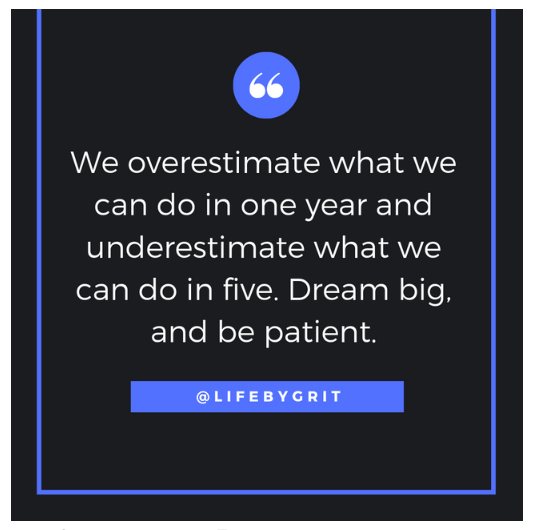 We overestimate what we
can do in one year and
underestimate what we
can do in five. Dream big,
and be patient.
@LIFEBYGRIT